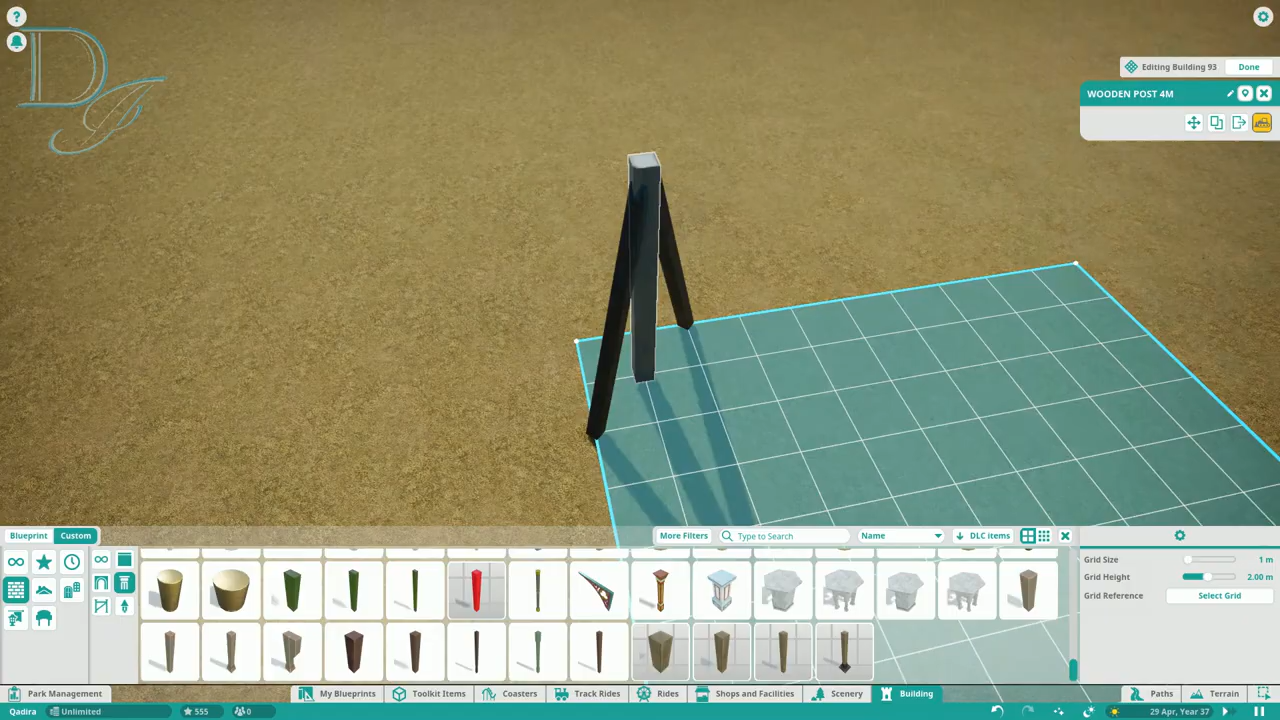 ?
DJ
Editing Building 93 Done
WOODEN POST 4M
Blueprint Custom
More Filters Type to Search Name DLC items
Grid Size 1 m
Grid Height 2.00 m
Grid Reference Select Grid
Park Management My Blueprints Toolkit Items Coasters Track Rides Rides Shops and Facilities Scenery Building Paths Terrain
Qadira Unlimited 555 0 29 Apr, Year 37